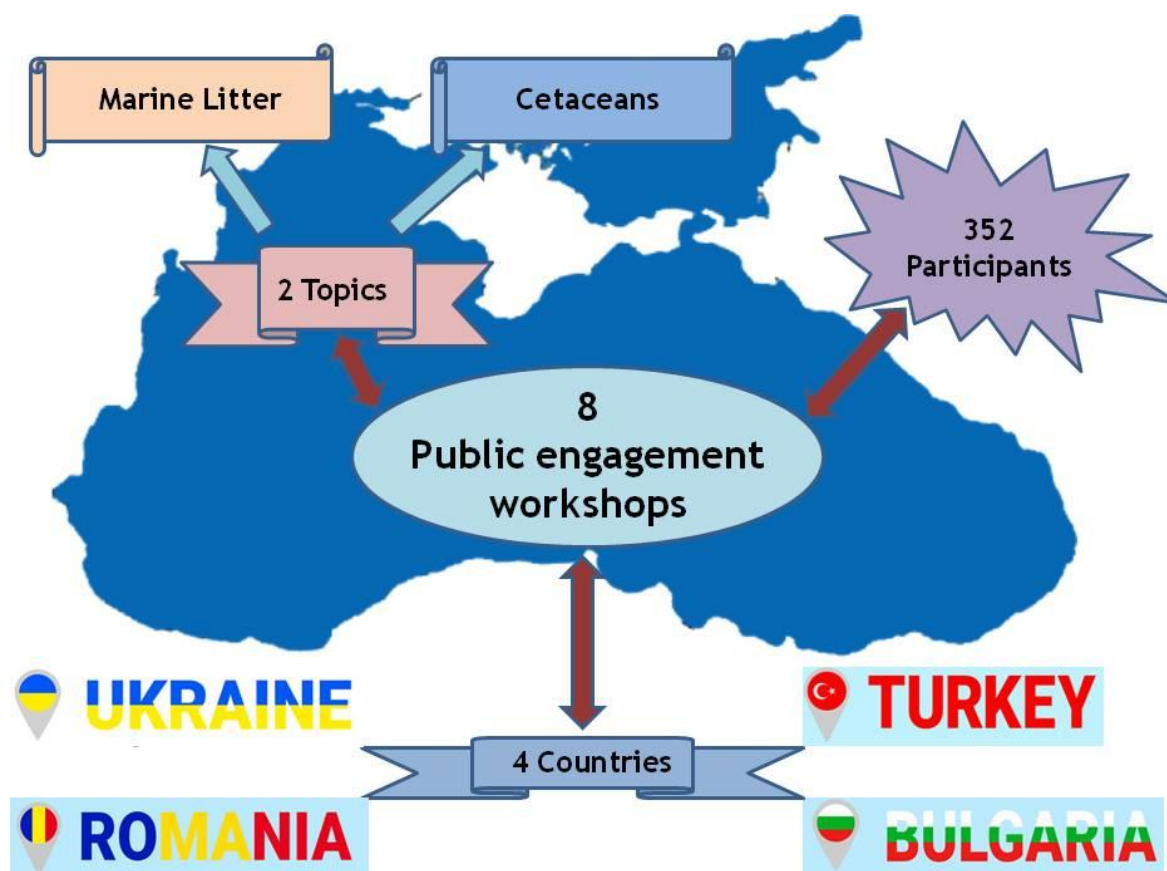 Marine Litter
Cetaceans
352
Participants
2 Topics
8
Public engagement
workshops
UKRAINE
TURKEY
4 Countries
ROMANIA
BULGARIA